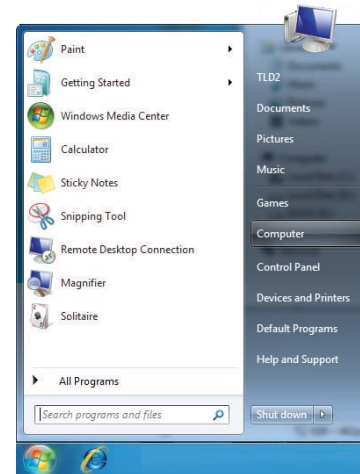 Paint
Getting Started
Windows Media Center
Calculator
Sticky Notes
Snipping Tool
Remote Desktop Connection
Magnifier
Solitaire
All Programs
Search programs and files
TLD2
Documents
Pictures
Music
Games
Computer
Control Panel
Devices and Printers
Default Programs
Help and Support
Shut down